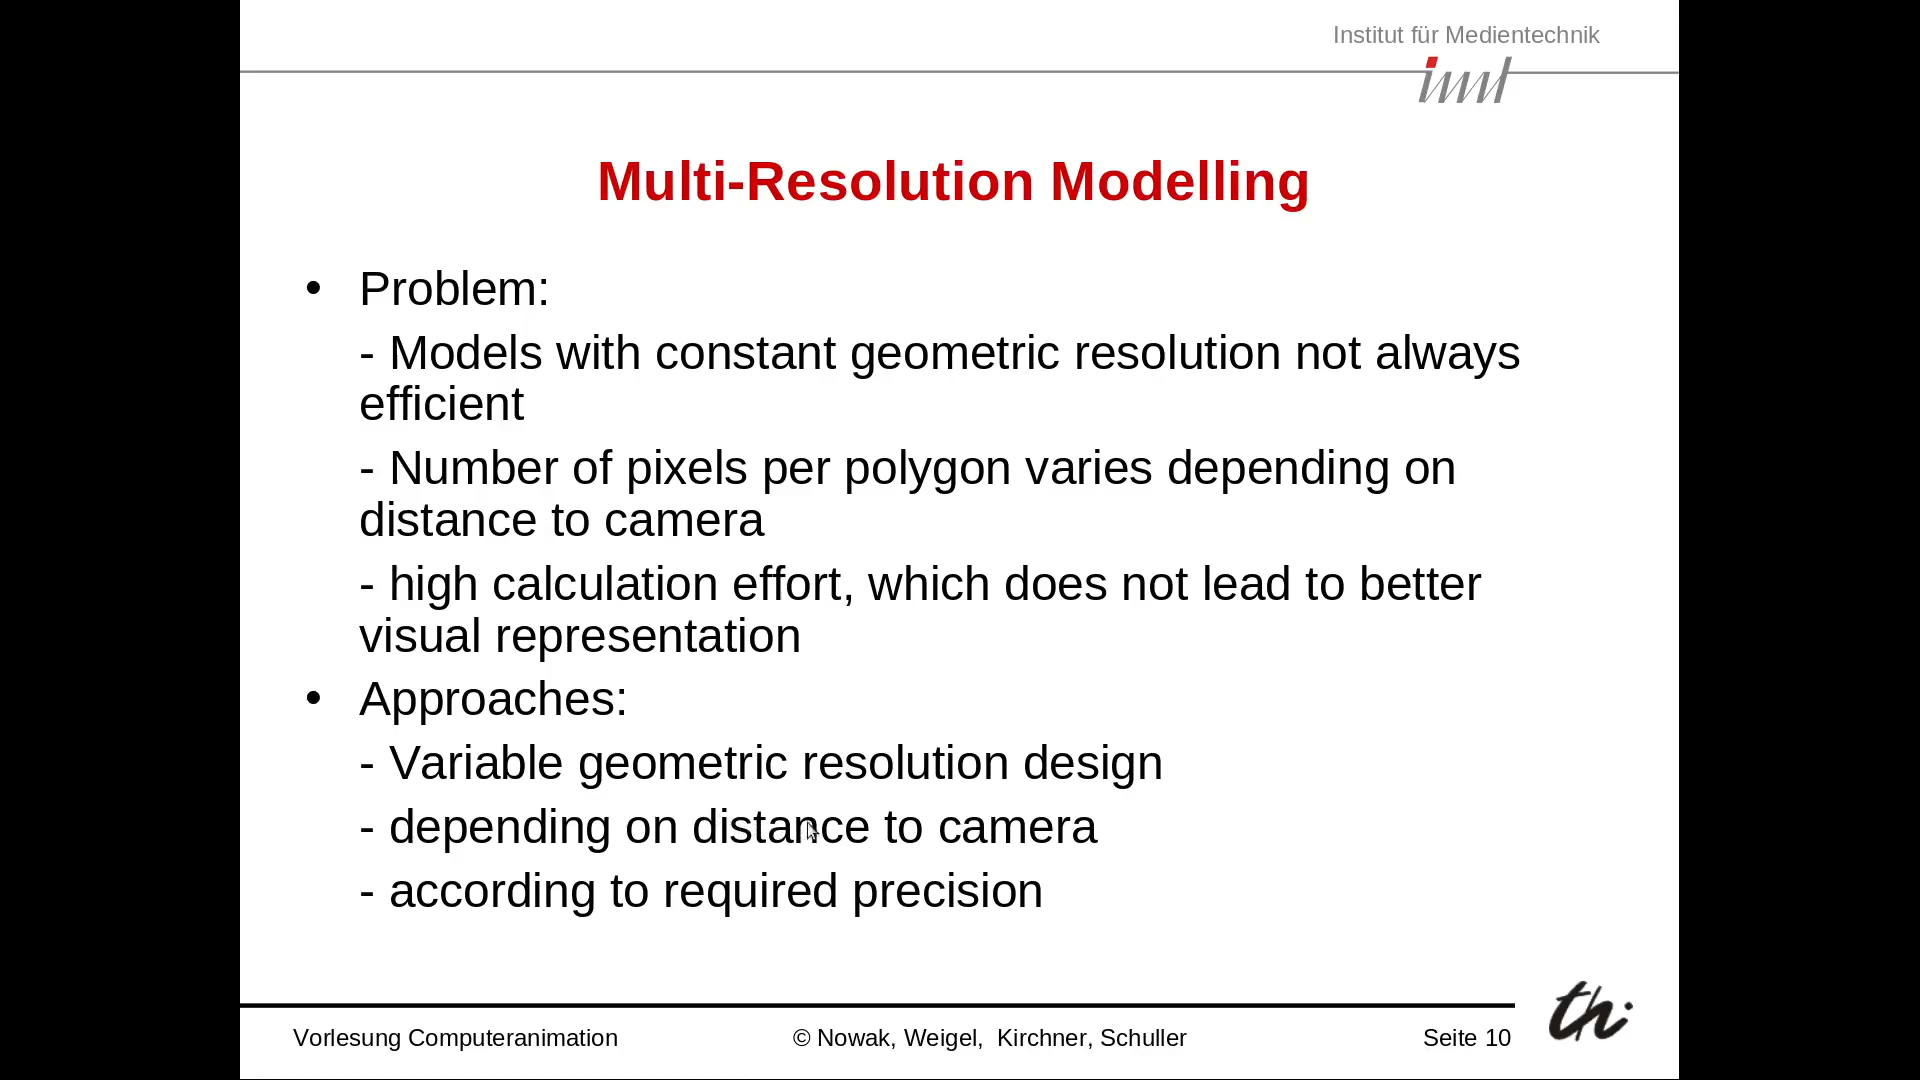 Institut für Medientechnik
Multi-Resolution Modelling
• Problem:
- Models with constant geometric resolution not always
efficient
- Number of pixels per polygon varies depending on
distance to camera
- high calculation effort, which does not lead to better
visual representation
• Approaches:
- Variable geometric resolution design
- depending on distance to camera
- according to required precision
th:
Vorlesung Computeranimation © Nowak, Weigel, Kirchner, Schuller Seite 10